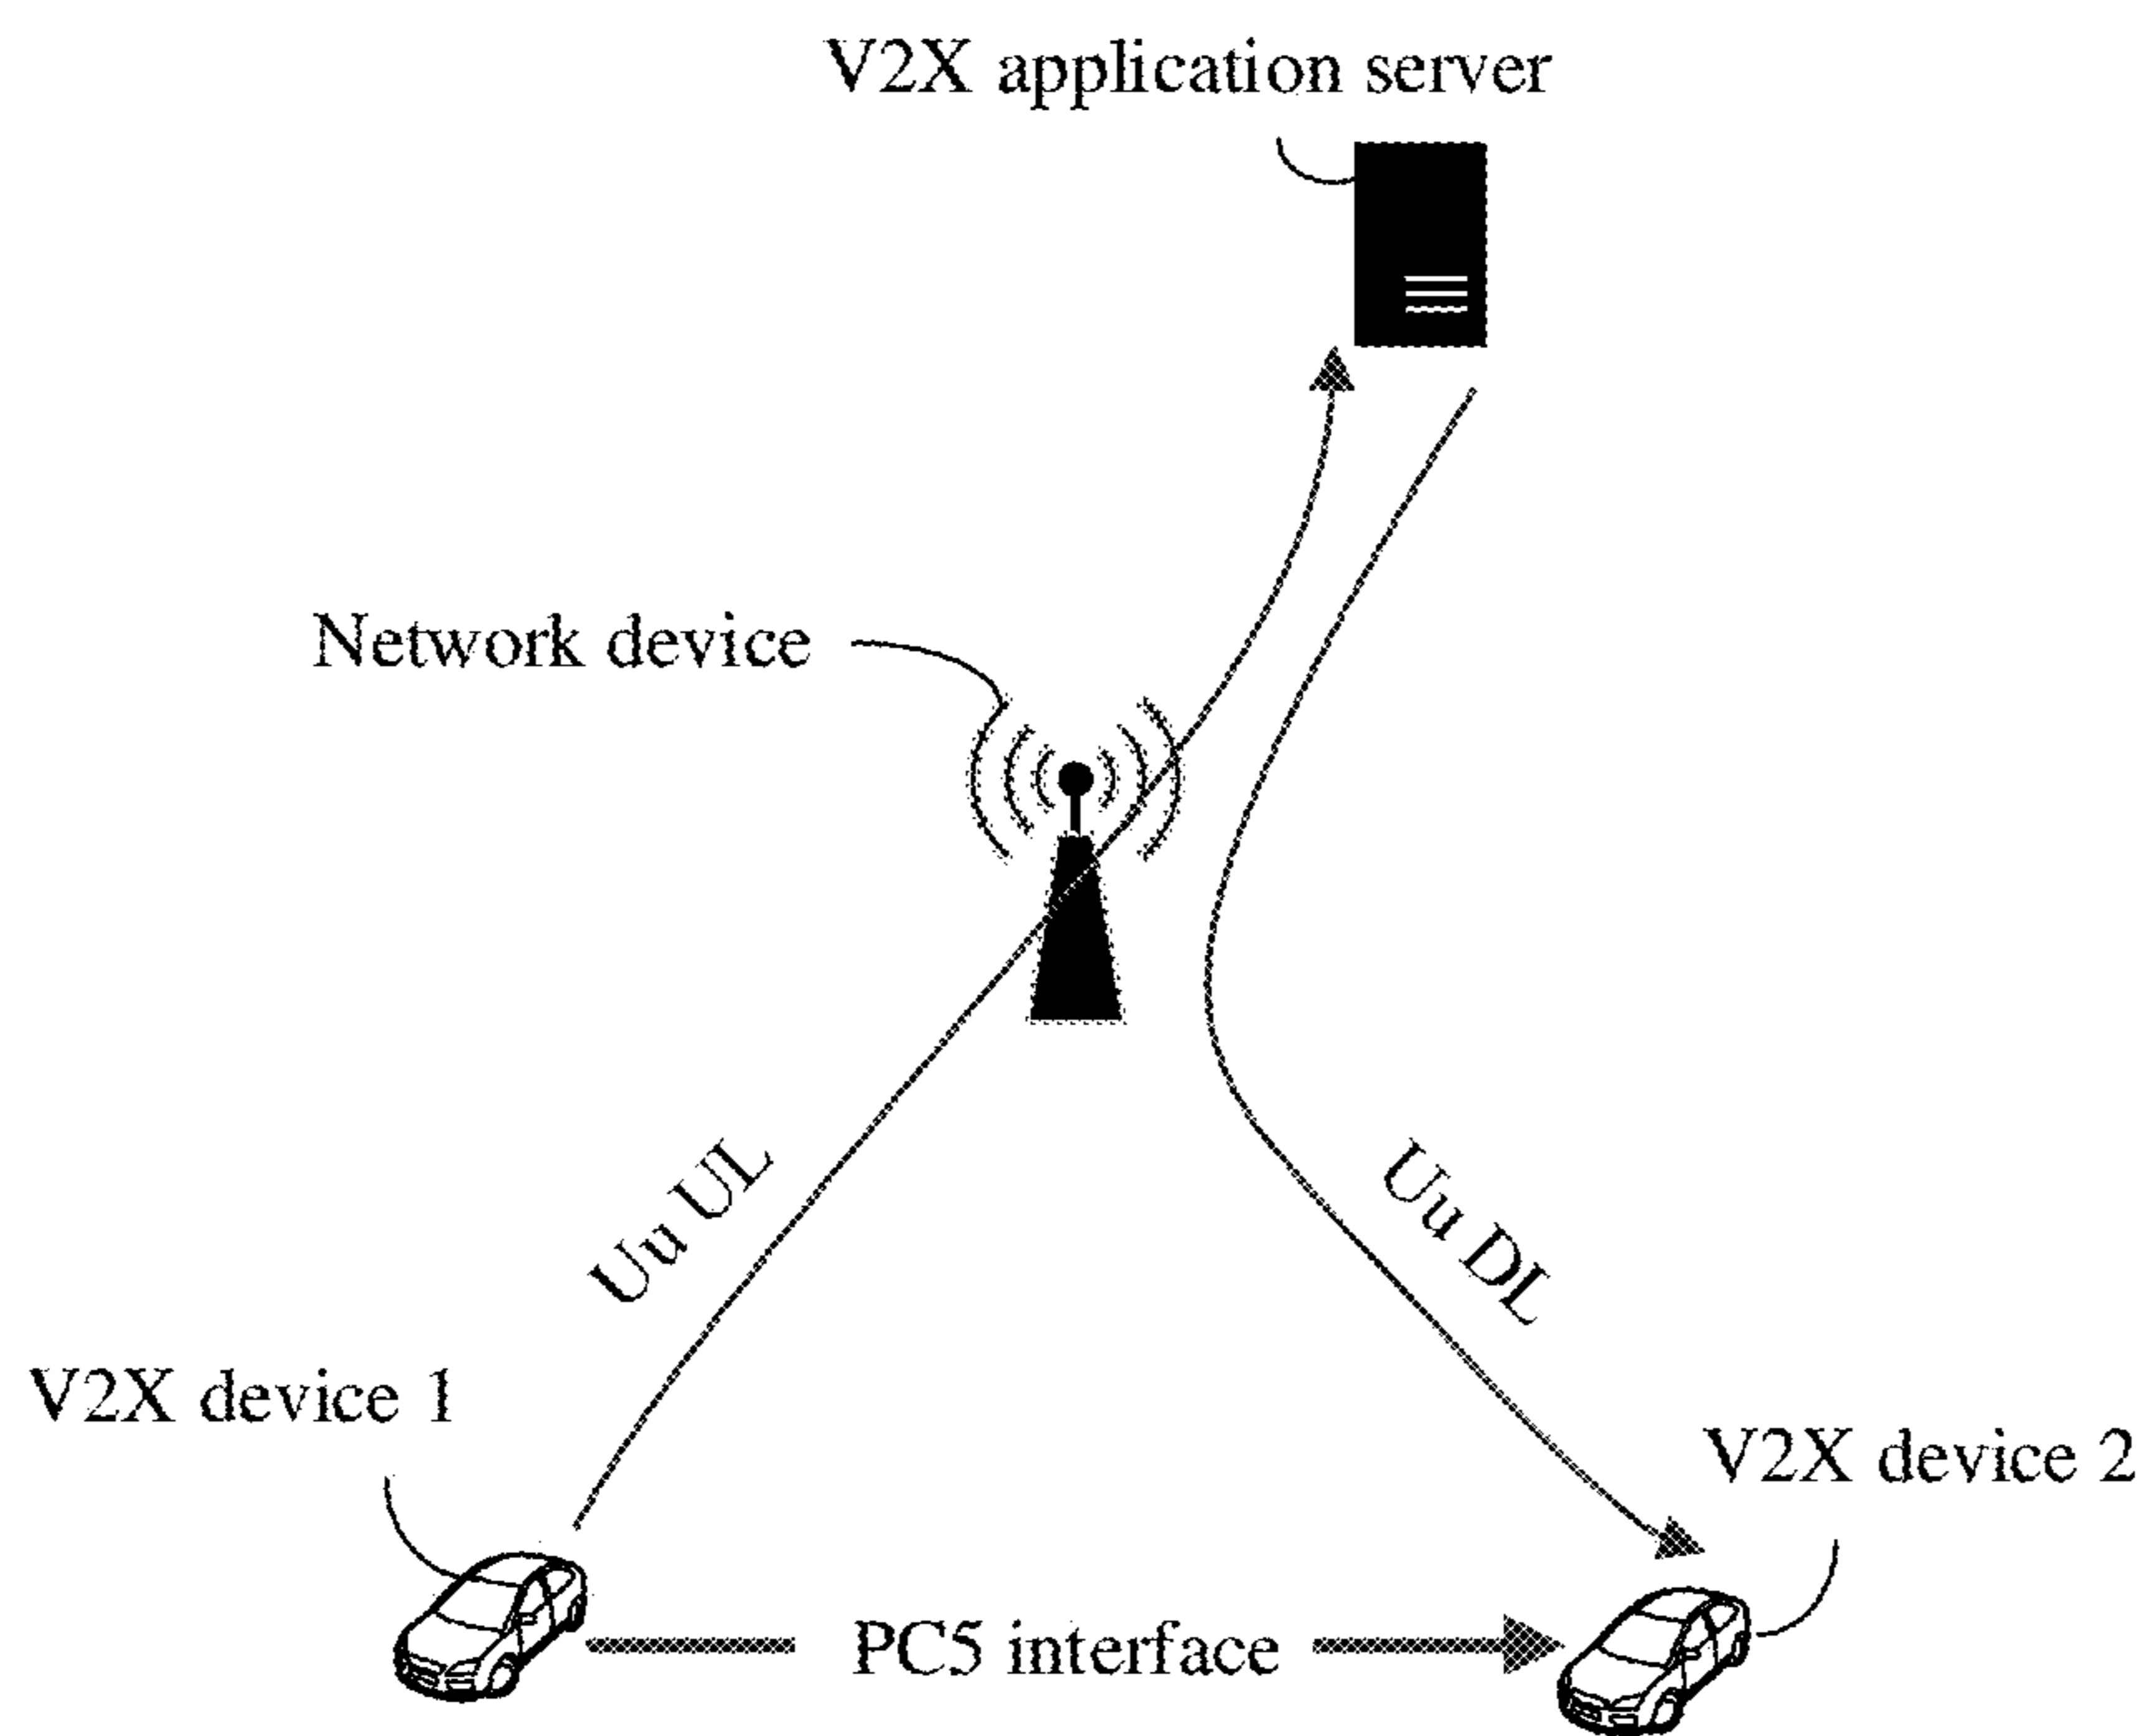 V2X application server
Network device
Uu UL
Uu DL
V2X device 1
V2X device 2
PC5 interface